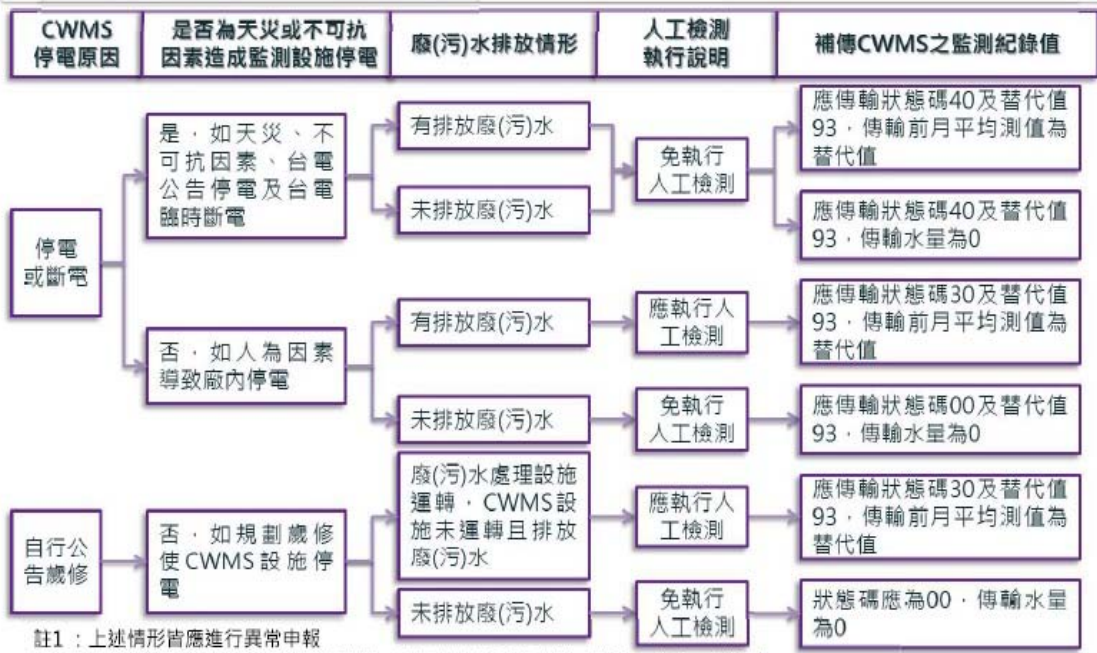 CWMS
停電原因
是否為天災或不可抗
因素造成監測設施停電
廢(污)水排放情形
人工檢測
執行說明
補傳CWMS之監測紀錄值
停電
或斷電
是，如天災、不
可抗因素、台電
公告停電及台電
臨時斷電
有排放廢(污)水
未排放廢(污)水
免執行
人工檢測
應傳輸狀態碼40及替代值
93，傳輸前月平均測值為
替代值
應傳輸狀態碼40及替代值
93，傳輸水量為0
否，如人為因素
導致廠內停電
有排放廢(污)水
應執行人
工檢測
應傳輸狀態碼30及替代值
93，傳輸前月平均測值為
替代值
未排放廢(污)水
免執行
人工檢測
應傳輸狀態碼00及替代值
93，傳輸水量為0
自行公
告歲修
否，如規劃歲修
使CWMS設施停
電
廢(污)水處理設施
運轉，CWMS設
施未運轉且排放
廢(污)水
應執行人
工檢測
應傳輸狀態碼30及替代值
93，傳輸前月平均測值為
替代值
未排放廢(污)水
免執行
人工檢測
狀態碼應為00，傳輸水量
為0
註1：上述情形皆應進行異常申報